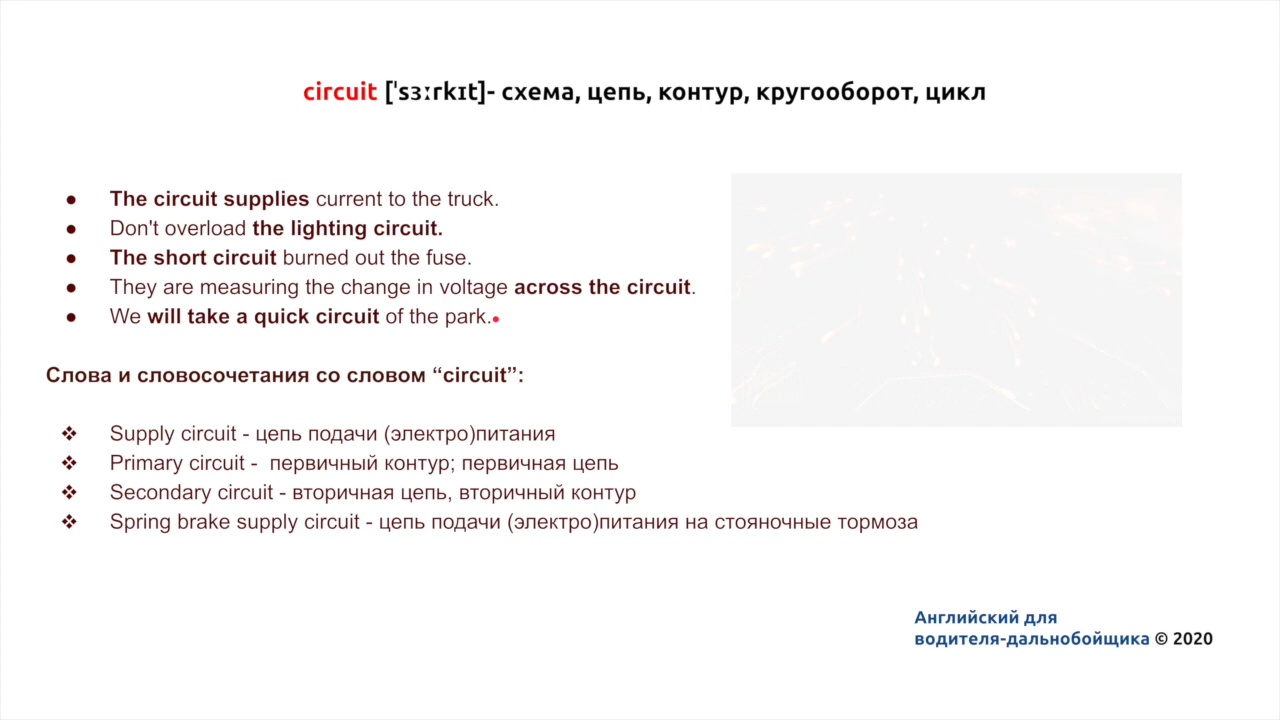 circuit [ˈsɜːrkɪt]- схема, цепь, контур, кругооборот, цикл
● The circuit supplies current to the truck.
● Don't overload the lighting circuit.
● The short circuit burned out the fuse.
● They are measuring the change in voltage across the circuit.
● We will take a quick circuit of the park.
Слова и словосочетания со словом “circuit”:
❖ Supply circuit - цепь подачи (электро)питания
❖ Primary circuit - первичный контур; первичная цепь
❖ Secondary circuit - вторичная цепь, вторичный контур
❖ Spring brake supply circuit - цепь подачи (электро)питания на стояночные тормоза
Английский для
водителя-дальнобойщика © 2020